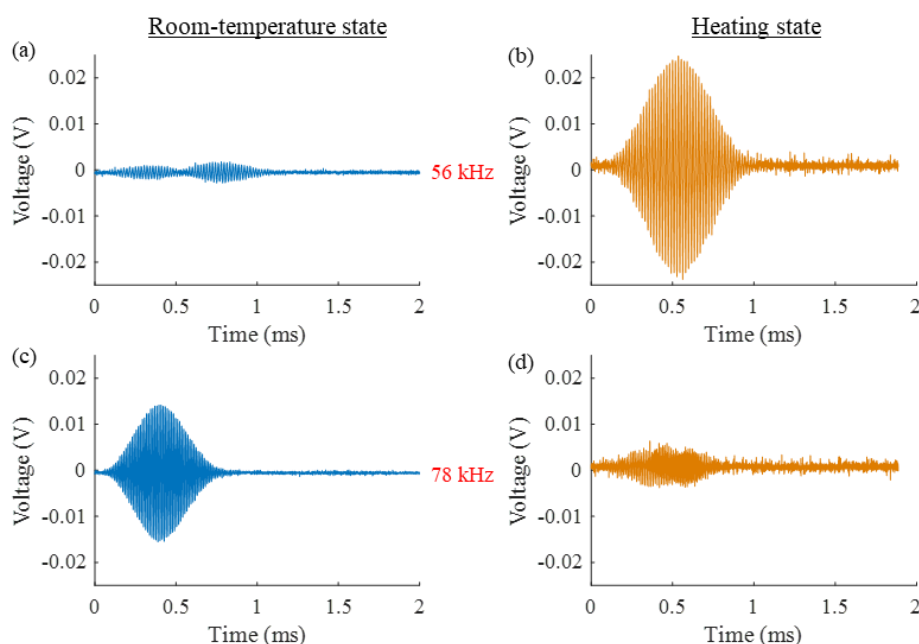 Room-temperature state
Heating state
(a)
0.02
0.01
0
-0.01
-0.02
Voltage (V)
0 0.5 1 1.5 2
Time (ms)
56 kHz
(b)
0.02
0.01
0
-0.01
-0.02
Voltage (V)
0 0.5 1 1.5 2
Time (ms)
(c)
0.02
0.01
0
-0.01
-0.02
Voltage (V)
0 0.5 1 1.5 2
Time (ms)
78 kHz
(d)
0.02
0.01
0
-0.01
-0.02
Voltage (V)
0 0.5 1 1.5 2
Time (ms)